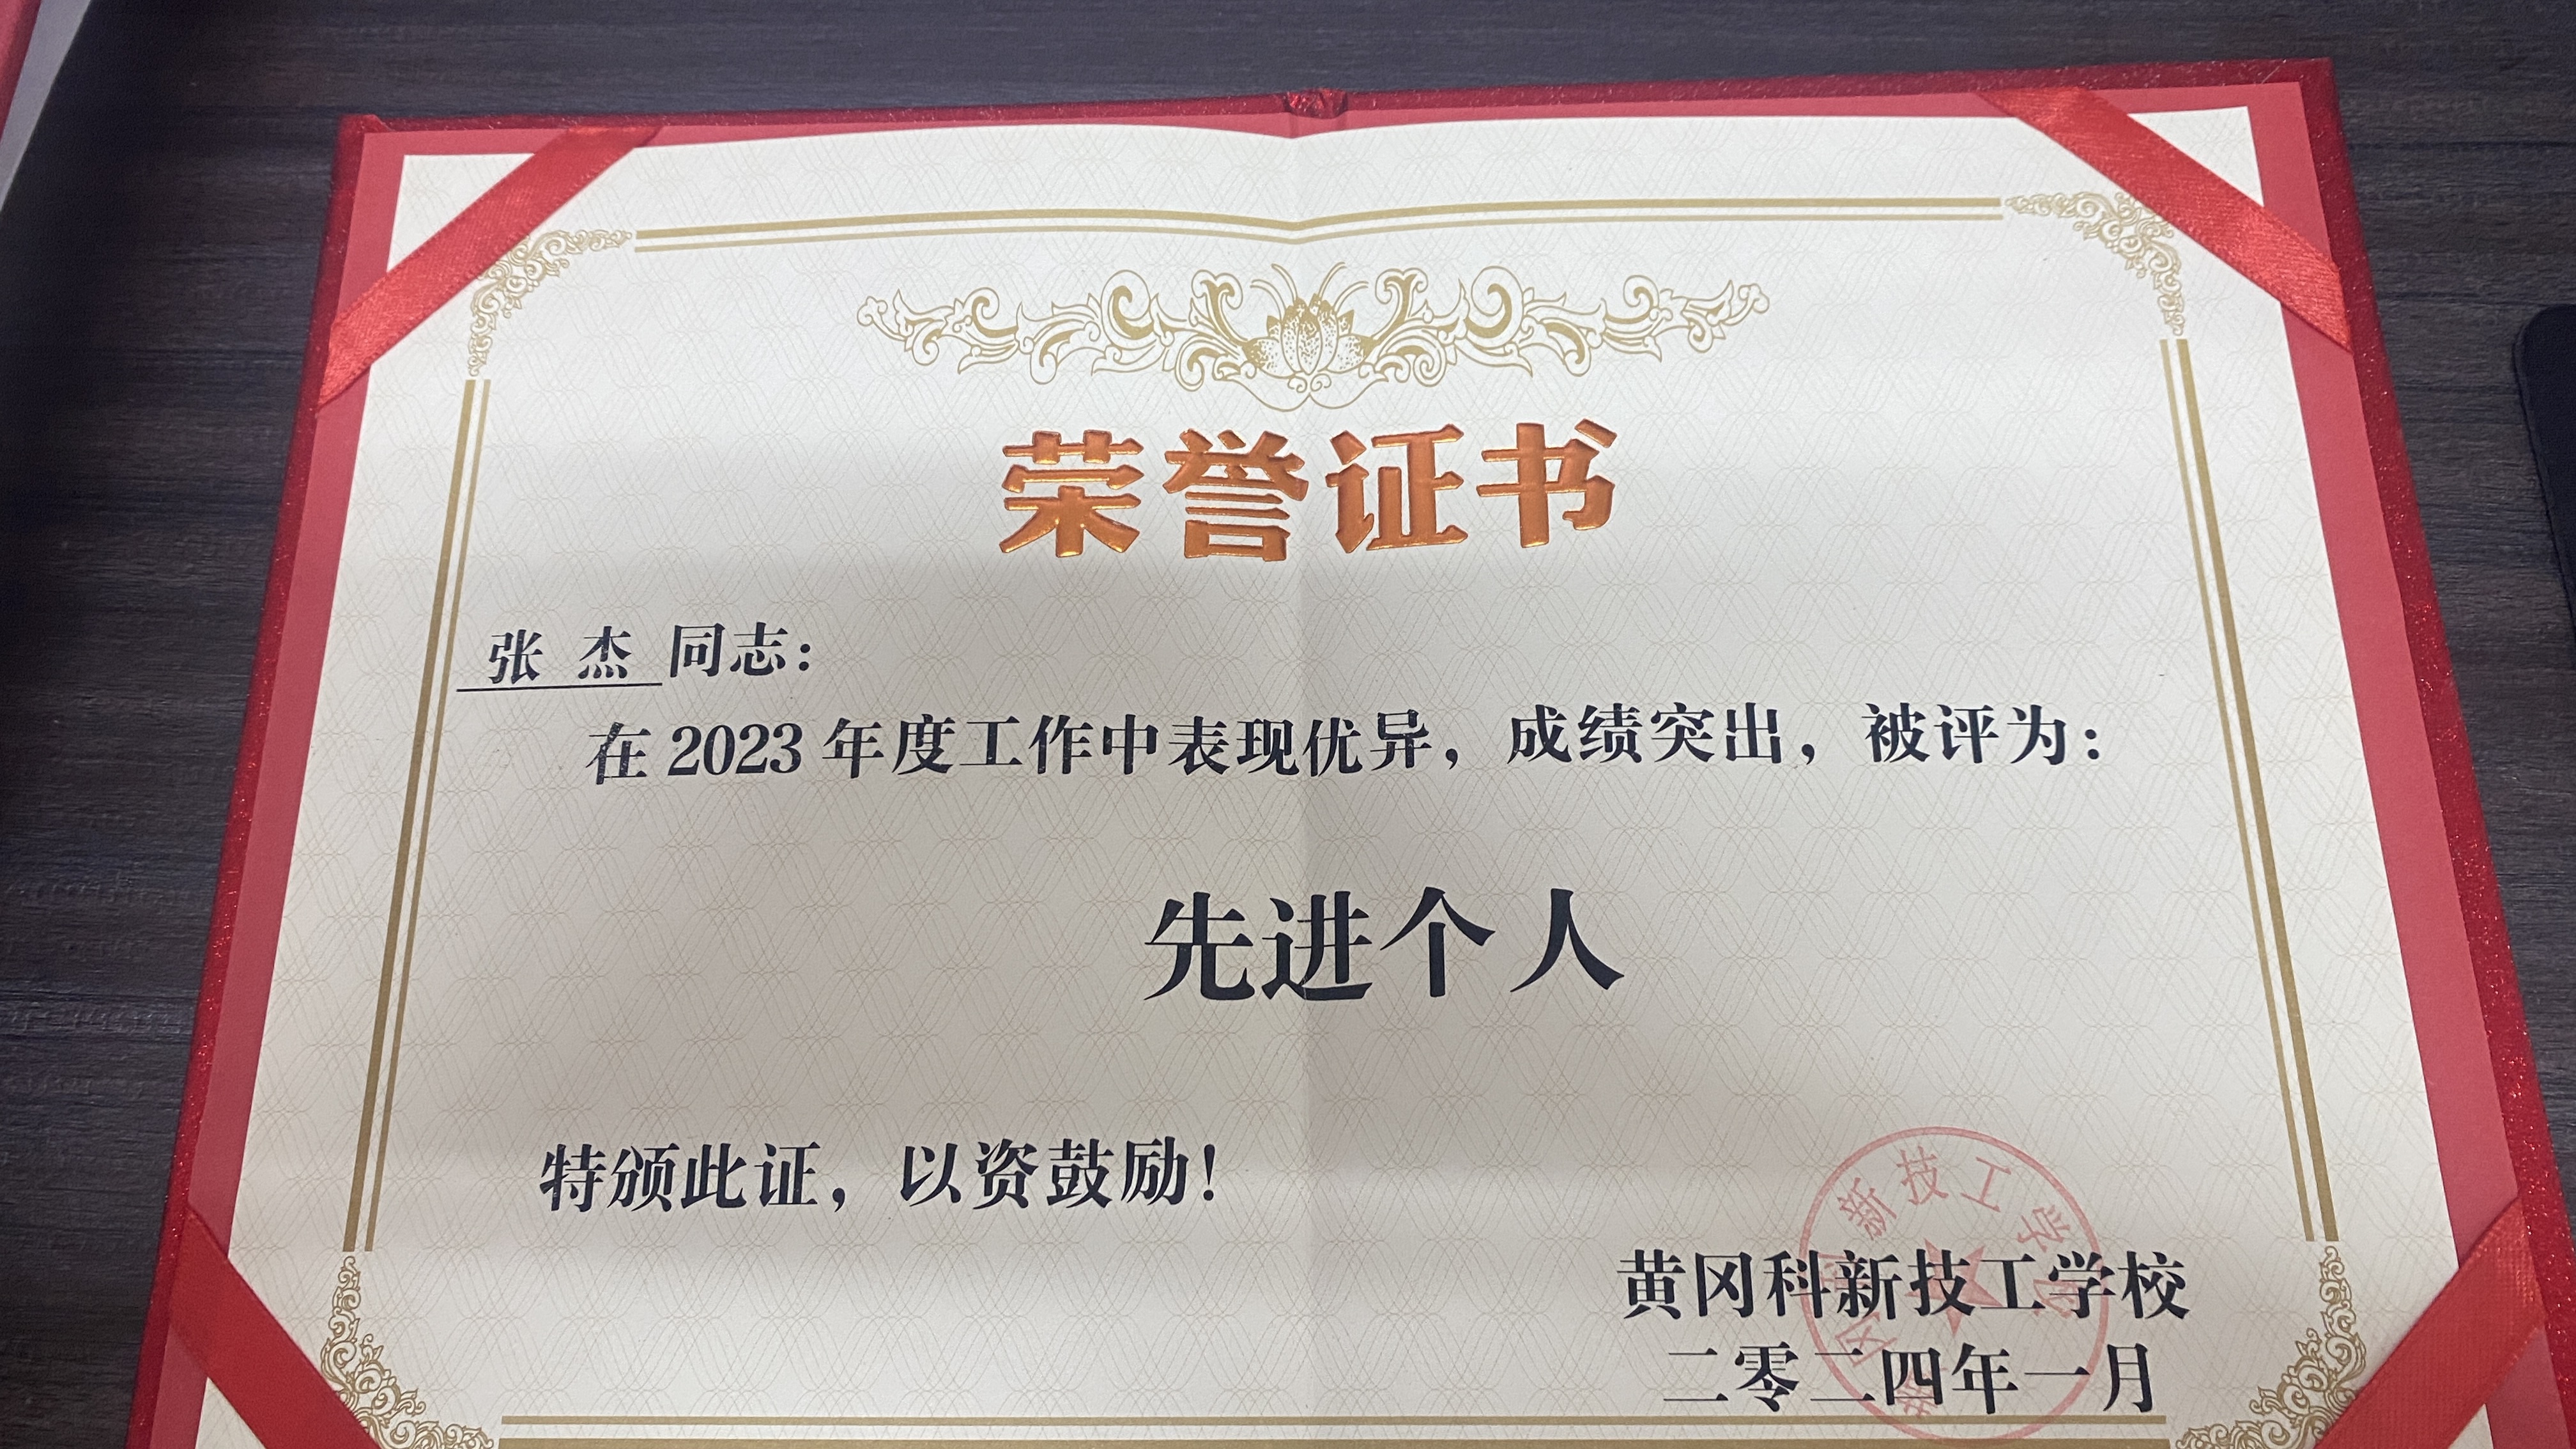 荣誉证书
张 杰 同志：
在 2023 年度工作中表现优异，成绩突出，被评为：
先进个人
特颁此证，以资鼓励！
黄冈科新技工学校
二零二四年一月